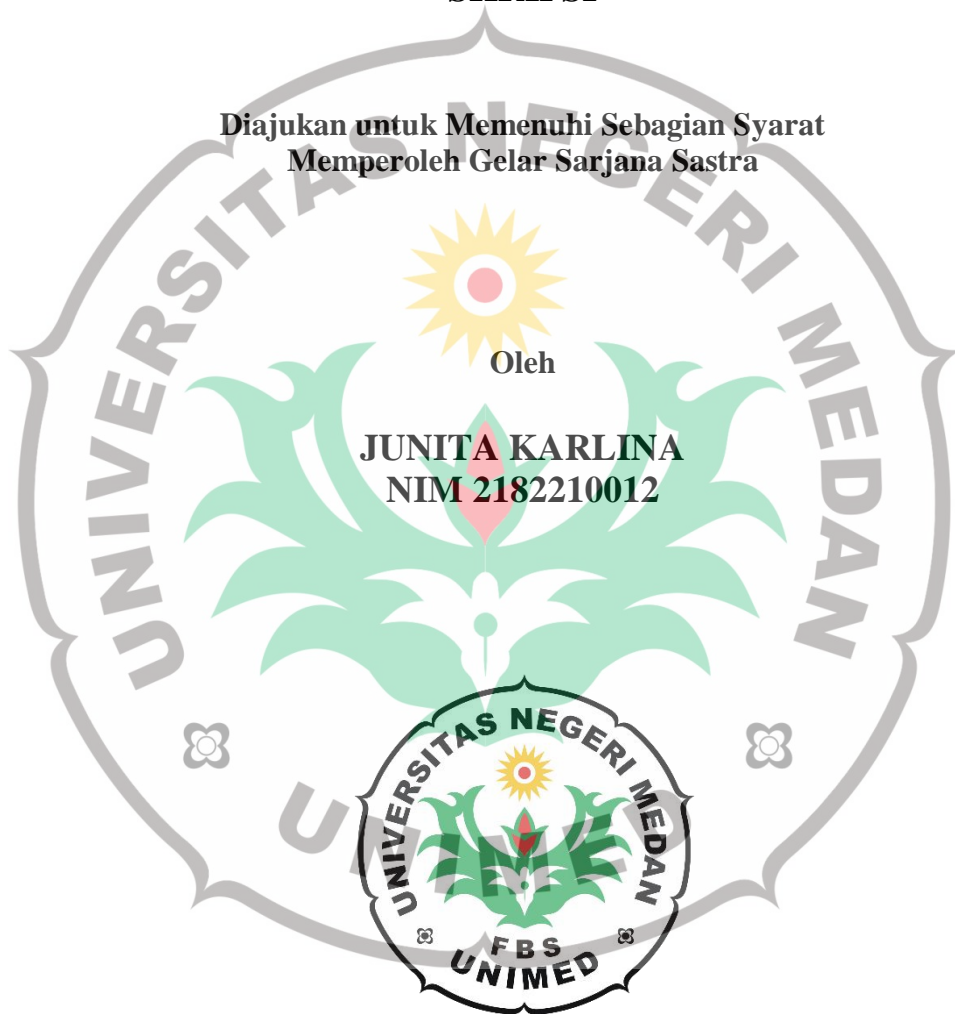 Diajukan untuk Memenuhi Sebagian Syarat
Memperoleh Gelar Sarjana Sastra
Oleh
JUNITA KARLINA
NIM 2182210012
UNIVERSITAS NEGERI MEDAN
UNIMED
UNIVERSITAS NEGERI MEDAN
FBS
UNIMED